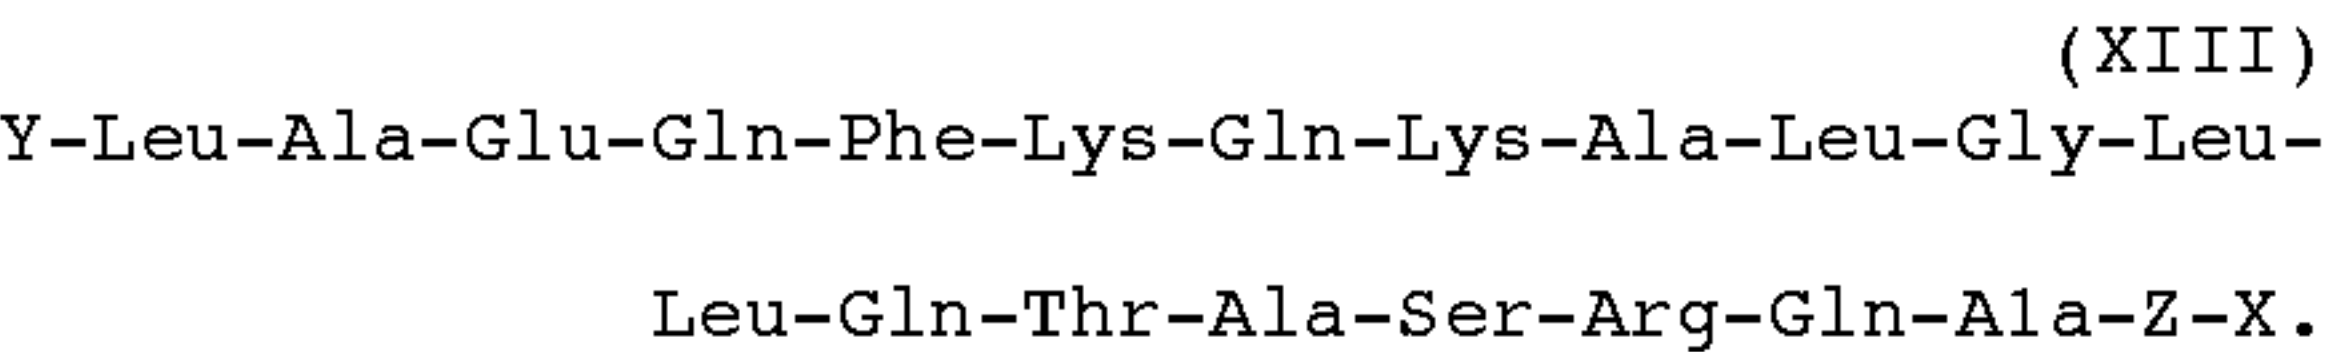 (XIII)
Y-Leu-Ala-Glu-Gln-Phe-Lys-Gln-Lys-Ala-Leu-Gly-Leu-
Leu-Gln-Thr-Ala-Ser-Arg-Gln-Ala-Z-X.